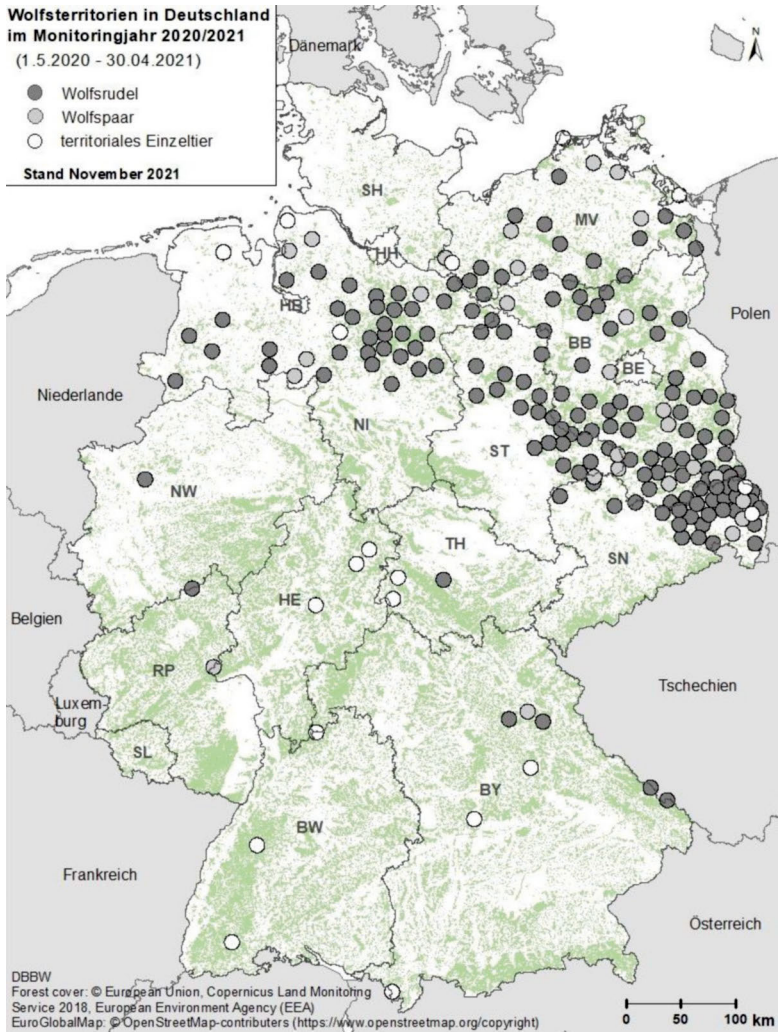 Wolfsterritorien in Deutschland
im Monitoringjahr 2020/2021
(1.5.2020 - 30.04.2021)
Wolfsrudel
Wolfspaar
territoriales Einzeltier
Stand November 2021
Dänemark
N
SH
MV
HH
HB
Polen
BB
BE
Niederlande
NI
ST
NW
TH
SN
HE
Belgien
RP
Tschechien
Luxem-
burg
SL
BY
BW
Frankreich
Österreich
DBBW
Forest cover: © European Union, Copernicus Land Monitoring
Service 2018, European Environment Agency (EEA)
EuroGlobalMap: © OpenStreetMap-contributers (https://www.openstreetmap.org/copyright)
0 50 100
km